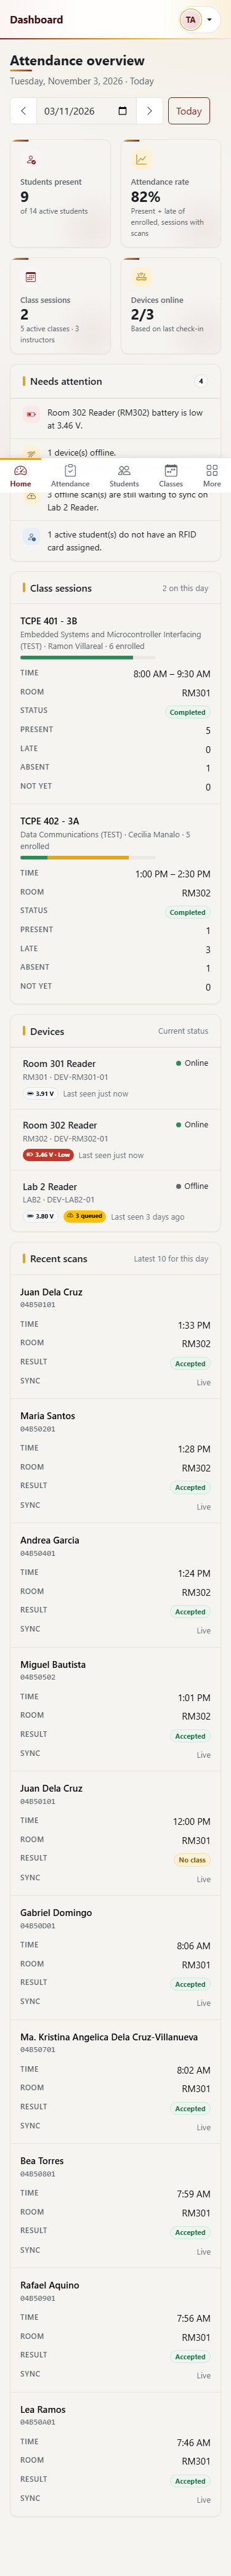 Dashboard
TA
Attendance overview
Tuesday, November 3, 2026 · Today
03/11/2026
Today
Students present
9
of 14 active students
Attendance rate
82%
Present + late of
enrolled, sessions with
scans
Class sessions
2
5 active classes · 3
instructors
Devices online
2/3
Based on last check-in
Needs attention
4
Room 302 Reader (RM302) battery is low
at 3.46 V.
1 device(s) offline.
Home
Attendance
Students
Classes
More
3 offline scan(s) are still waiting to sync on
Lab 2 Reader.
1 active student(s) do not have an RFID
card assigned.
Class sessions
2 on this day
TCPE 401 - 3B
Embedded Systems and Microcontroller Interfacing
(TEST) · Ramon Villareal · 6 enrolled
TIME
8:00 AM – 9:30 AM
ROOM
RM301
STATUS
Completed
PRESENT
5
LATE
0
ABSENT
1
NOT YET
0
TCPE 402 - 3A
Data Communications (TEST) · Cecilia Manalo · 5
enrolled
TIME
1:00 PM – 2:30 PM
ROOM
RM302
STATUS
Completed
PRESENT
1
LATE
3
ABSENT
1
NOT YET
0
Devices
Current status
Room 301 Reader
Online
RM301 · DEV-RM301-01
3.91 V
Last seen just now
Room 302 Reader
Online
RM302 · DEV-RM302-01
3.46 V · Low
Last seen just now
Lab 2 Reader
Offline
LAB2 · DEV-LAB2-01
3.80 V
3 queued
Last seen 3 days ago
Recent scans
Latest 10 for this day
Juan Dela Cruz
04B50101
TIME
1:33 PM
ROOM
RM302
RESULT
Accepted
SYNC
Live
Maria Santos
04B50201
TIME
1:28 PM
ROOM
RM302
RESULT
Accepted
SYNC
Live
Andrea Garcia
04B50401
TIME
1:24 PM
ROOM
RM302
RESULT
Accepted
SYNC
Live
Miguel Bautista
04B50502
TIME
1:01 PM
ROOM
RM302
RESULT
Accepted
SYNC
Live
Juan Dela Cruz
04B50101
TIME
12:00 PM
ROOM
RM301
RESULT
No class
SYNC
Live
Gabriel Domingo
04B50D01
TIME
8:06 AM
ROOM
RM301
RESULT
Accepted
SYNC
Live
Ma. Kristina Angelica Dela Cruz-Villanueva
04B50701
TIME
8:02 AM
ROOM
RM301
RESULT
Accepted
SYNC
Live
Bea Torres
04B50801
TIME
7:59 AM
ROOM
RM301
RESULT
Accepted
SYNC
Live
Rafael Aquino
04B50901
TIME
7:56 AM
ROOM
RM301
RESULT
Accepted
SYNC
Live
Lea Ramos
04B50A01
TIME
7:46 AM
ROOM
RM301
RESULT
Accepted
SYNC
Live